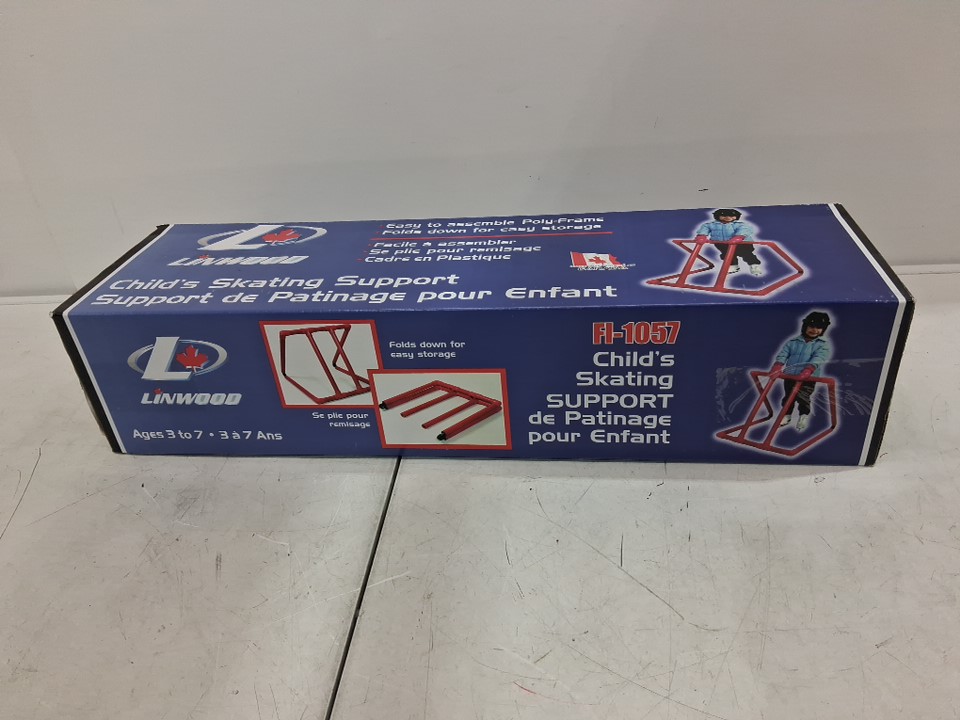 L
LINWOOD
Easy to assemble Poly-Frame
Folds down for easy storage
Facile à assembler
Se plie pour remisage
Cadre en Plastique
Child's Skating Support
Support de Patinage pour Enfant
L
LINWOOD
Ages 3 to 7 • 3 à 7 Ans
Folds down for
easy storage
Se plie pour
remisage
FI-1057
Child's
Skating
SUPPORT
de Patinage
pour Enfant